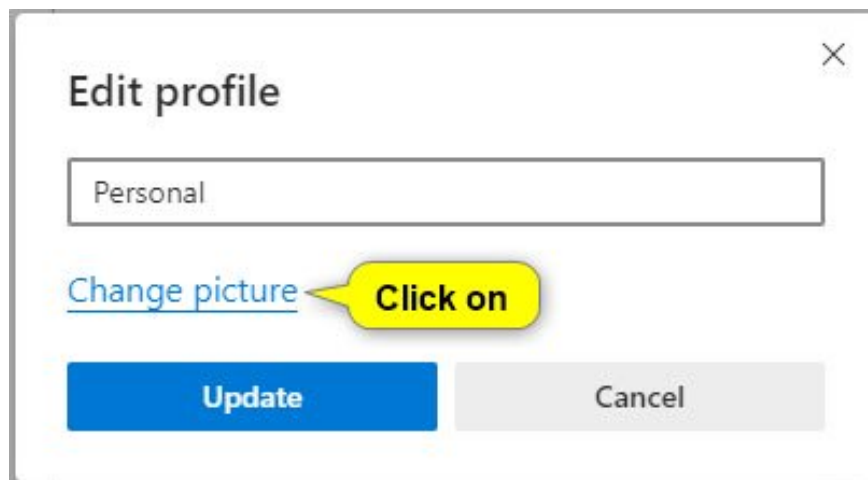 Edit profile
Personal
Change picture
Click on
Update
Cancel